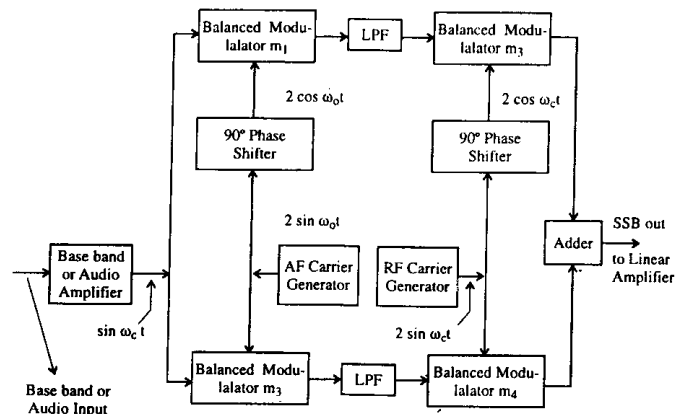 Balanced Modu-
lalator m₁
LPF
Balanced Modu-
lalator m₃
2 cos ωₒt
2 cos ω꜀t
90° Phase
Shifter
90° Phase
Shifter
2 sin ωₒt
SSB out
to Linear
Amplifier
Adder
Base band
or Audio
Amplifier
AF Carrier
Generator
RF Carrier
Generator
sin ω꜀ t
2 sin ω꜀t
Balanced Modu-
lalator m₃
LPF
Balanced Modu-
lalator m₄
Base band or
Audio Input